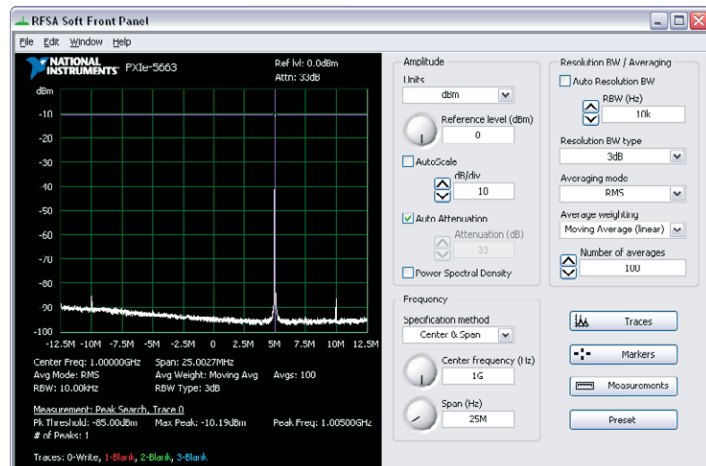 RFSA Soft Front Panel
File Edit Window Help
NATIONAL INSTRUMENTS PXIe-5663
Ref lvl: 0.0dBm
Attn: 33dB
dBm
-10
-20
-30
-40
-50
-60
-70
-80
-90
-100
-12.5M -10M -7.5M -5M -2.5M 0 2.5M 5M 7.5M 10M 12.5M
Center Freq: 1.00000GHz Span: 25.0027MHz
Avg Mode: RMS Avg Weight: Moving Avg Avgs: 100
RBW: 10.00kHz RBW Type: 3dB
Measurement: Peak Search, Trace 0
Pk Threshold: -85.00dBm Max Peak: -10.19dBm Peak Freq: 1.00500GHz
# of Peaks: 1
Traces: 0-Write, 1-Blank, 2-Blank, 3-Blank
Amplitude
Units
dBm
Reference level (dBm)
0
AutoScale
dB/div
10
Auto Attenuation
Attenuation (dB)
33
Power Spectral Density
Frequency
Specification method
Center & Span
Center frequency (Hz)
1G
Span (Hz)
25M
Resolution BW / Averaging
Auto Resolution BW
RBW (Hz)
10k
Resolution BW type
3dB
Averaging mode
RMS
Average weighting
Moving Average (linear)
Number of averages
100
Traces
Markers
Measurements
Preset